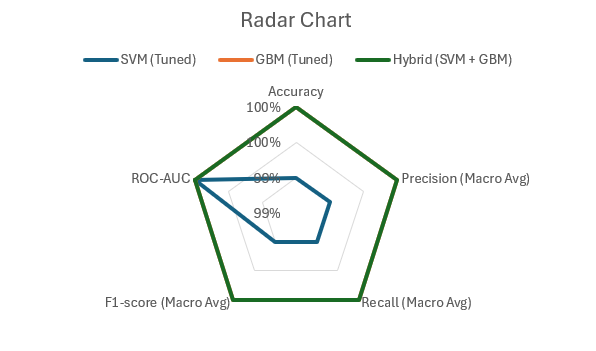 Radar Chart
SVM (Tuned) GBM (Tuned) Hybrid (SVM + GBM)
Accuracy
100%
100%
ROC-AUC 99% Precision (Macro Avg)
99%
F1-score (Macro Avg) Recall (Macro Avg)